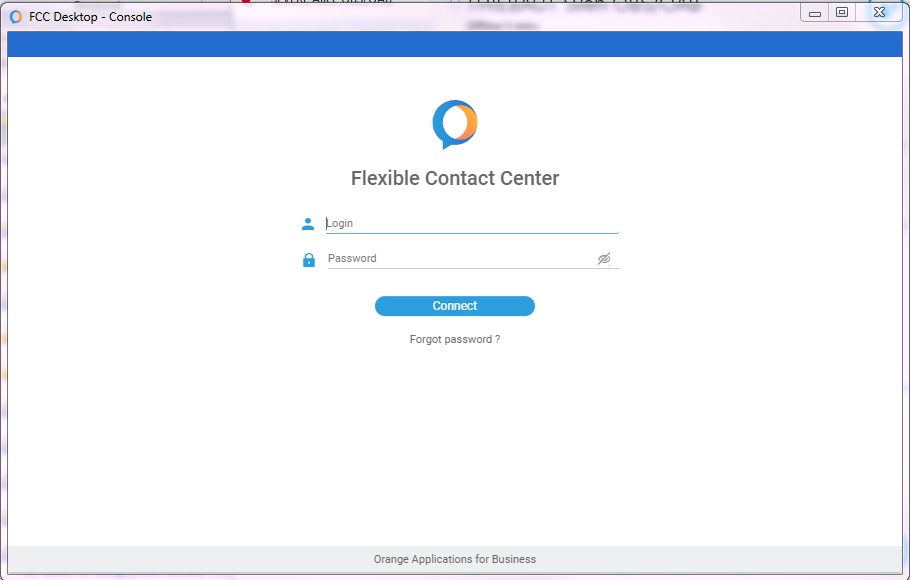 FCC Desktop - Console
Flexible Contact Center
Login
Password
Connect
Forgot password ?
Orange Applications for Business